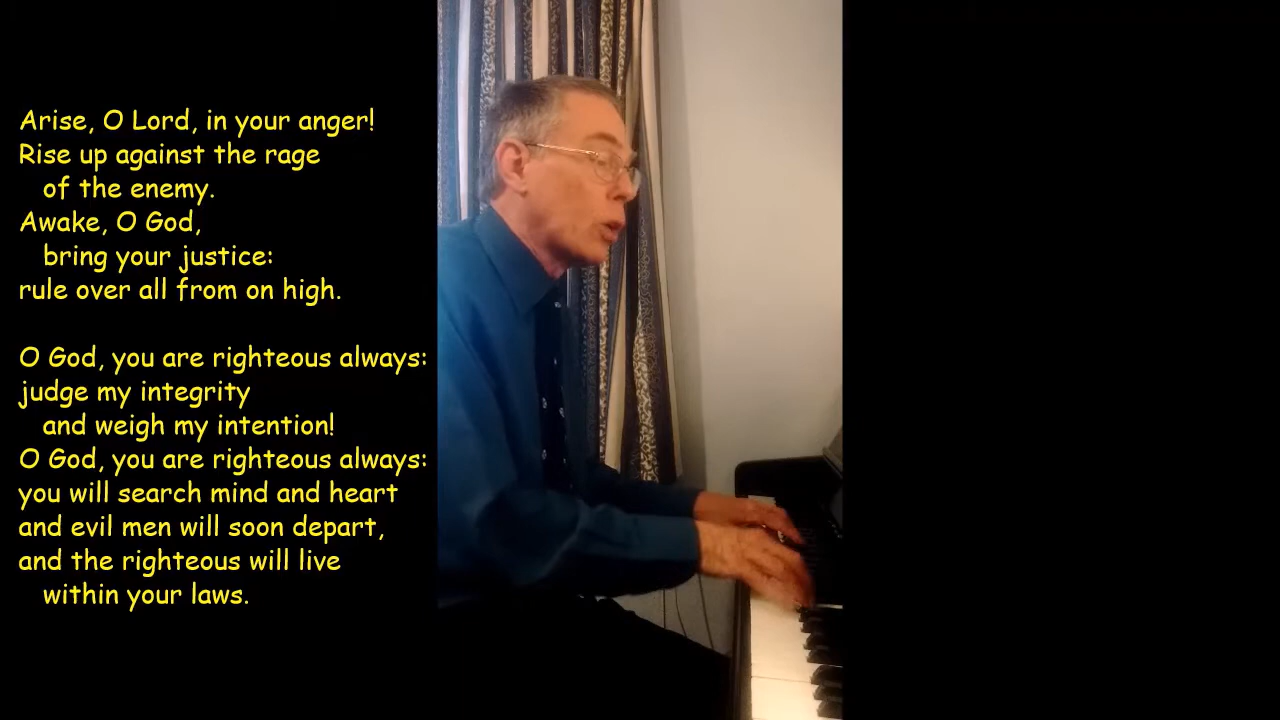 Arise, O Lord, in your anger!
Rise up against the rage
of the enemy.
Awake, O God,
bring your justice:
rule over all from on high.
O God, you are righteous always:
judge my integrity
and weigh my intention!
O God, you are righteous always:
you will search mind and heart
and evil men will soon depart,
and the righteous will live
within your laws.